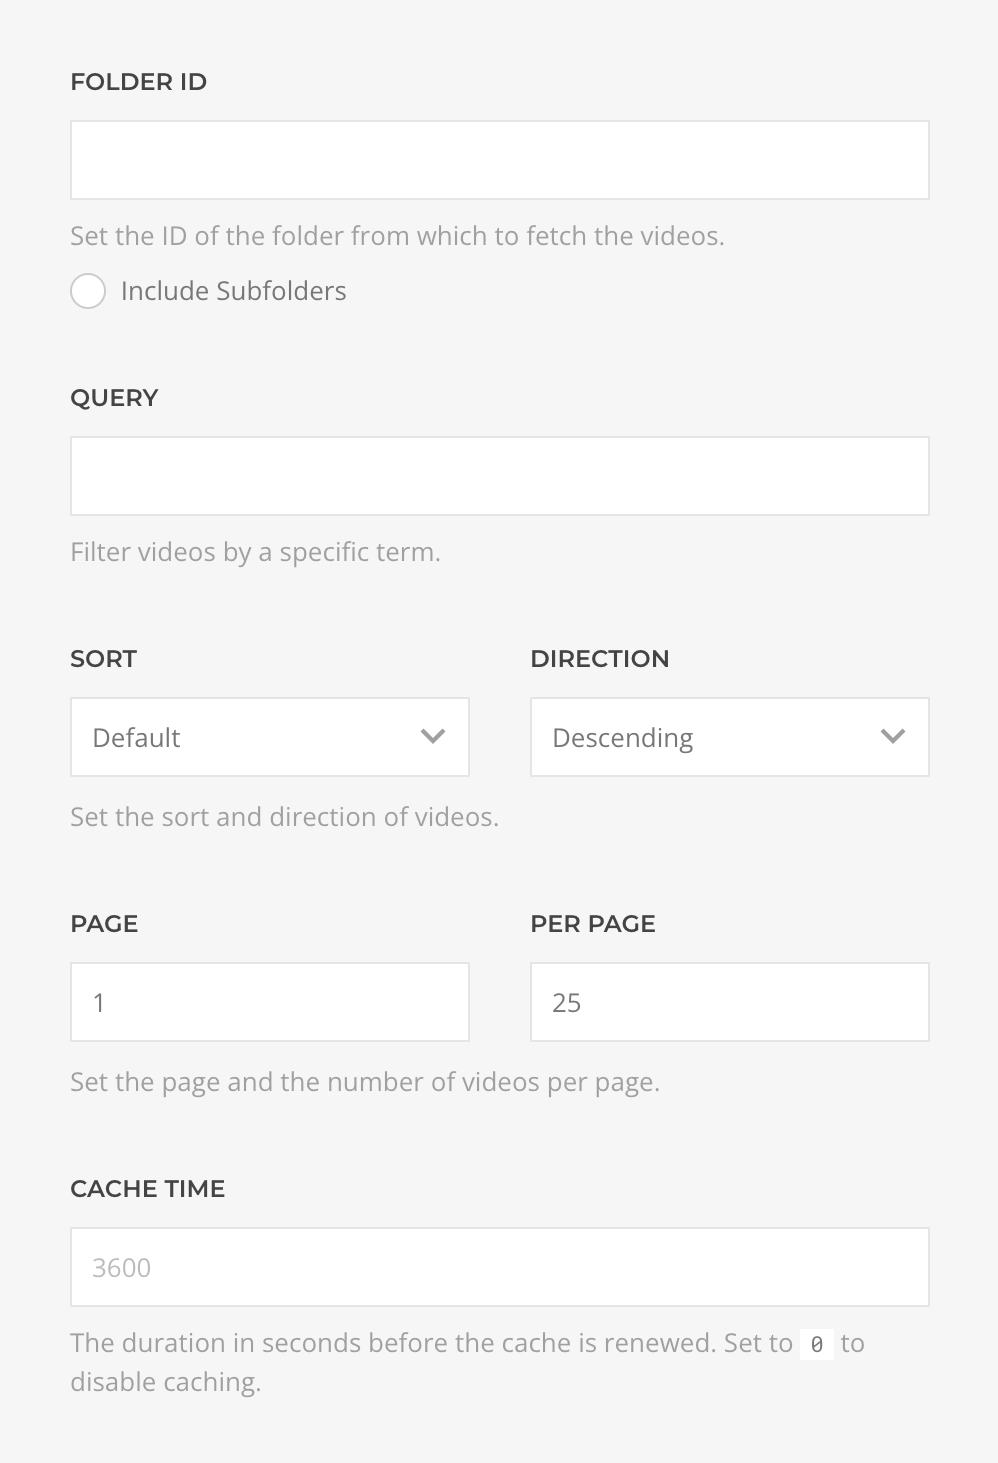 FOLDER ID
Set the ID of the folder from which to fetch the videos.
Include Subfolders
QUERY
Filter videos by a specific term.
SORT
DIRECTION
Default
Descending
Set the sort and direction of videos.
PAGE
PER PAGE
1
25
Set the page and the number of videos per page.
CACHE TIME
3600
The duration in seconds before the cache is renewed. Set to 0 to
disable caching.